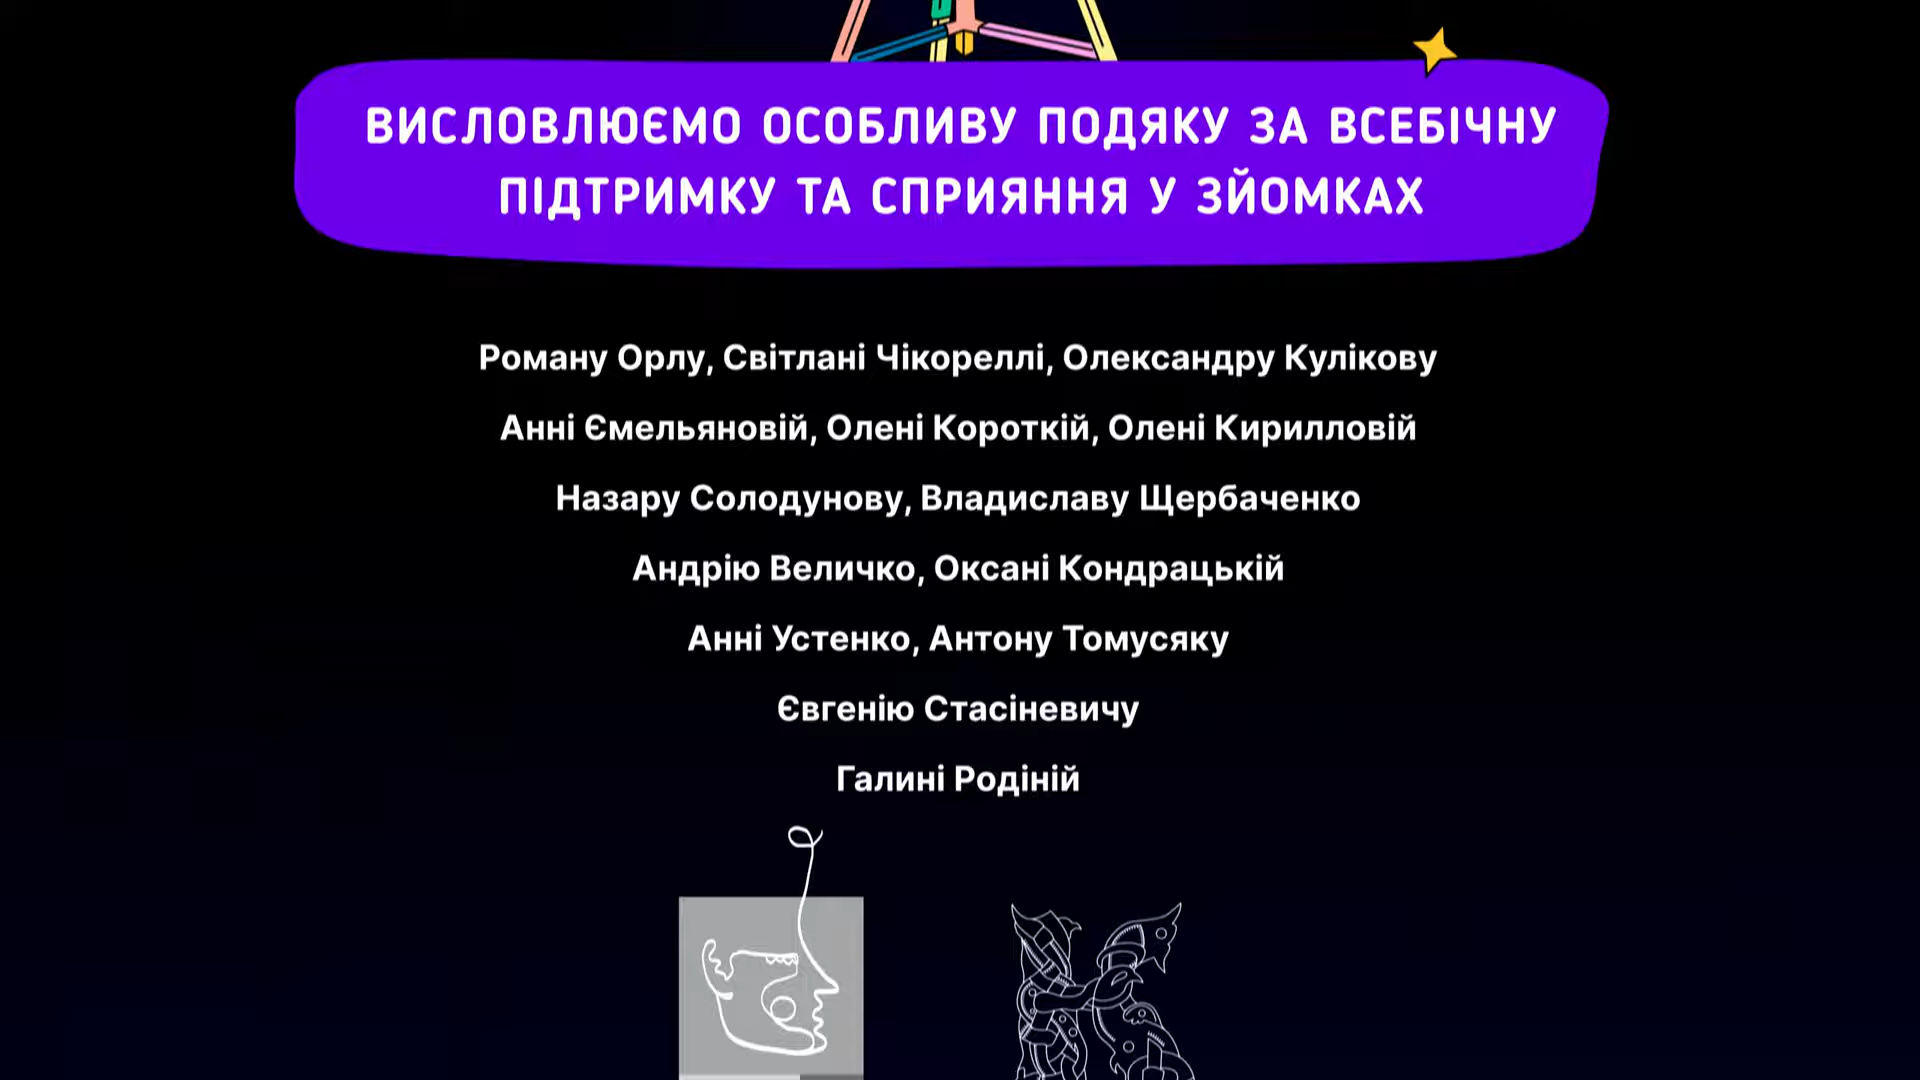 ВИСЛОВЛЮЄМО ОСОБЛИВУ ПОДЯКУ ЗА ВСЕБІЧНУ
ПІДТРИМКУ ТА СПРИЯННЯ У ЗЙОМКАХ
Роману Орлу, Світлані Чікореллі, Олександру Кулікову
Анні Ємельяновій, Олені Короткій, Олені Кирилловій
Назару Солодунову, Владиславу Щербаченко
Андрію Величко, Оксані Кондрацькій
Анні Устенко, Антону Томусяку
Євгенію Стасіневичу
Галині Родіній